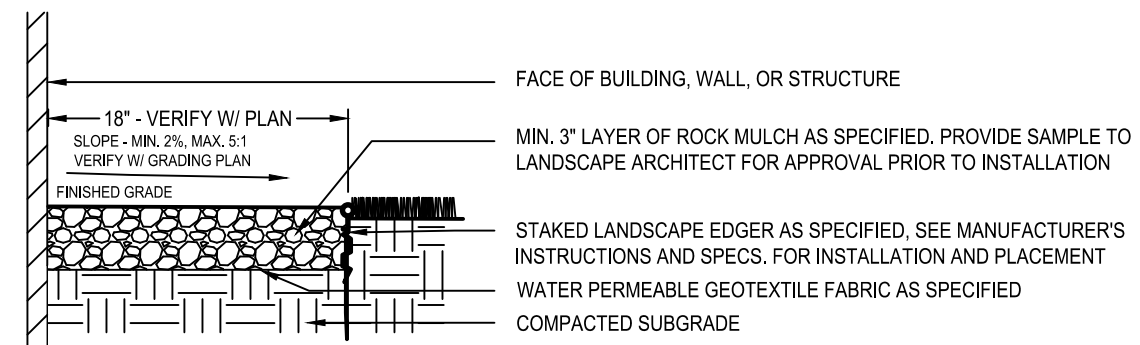 FACE OF BUILDING, WALL, OR STRUCTURE
18" - VERIFY W/ PLAN
SLOPE - MIN. 2%, MAX. 5:1
VERIFY W/ GRADING PLAN
FINISHED GRADE
MIN. 3" LAYER OF ROCK MULCH AS SPECIFIED. PROVIDE SAMPLE TO
LANDSCAPE ARCHITECT FOR APPROVAL PRIOR TO INSTALLATION
STAKED LANDSCAPE EDGER AS SPECIFIED, SEE MANUFACTURER'S
INSTRUCTIONS AND SPECS. FOR INSTALLATION AND PLACEMENT
WATER PERMEABLE GEOTEXTILE FABRIC AS SPECIFIED
COMPACTED SUBGRADE